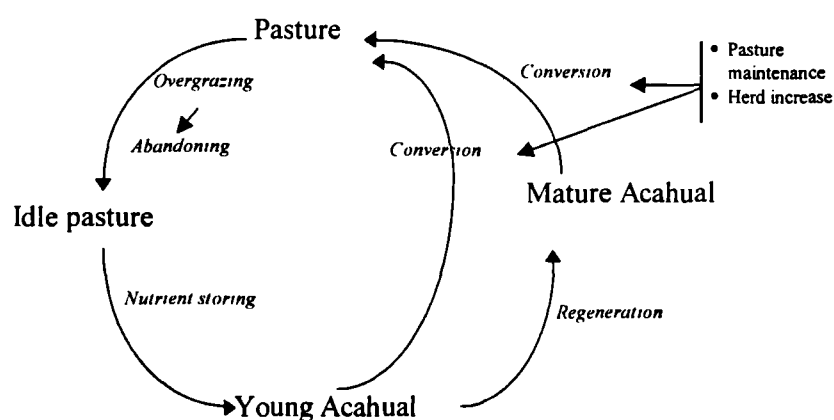 Pasture
• Pasture
maintenance
• Herd increase
Conversion
Overgrazing
Abandoning
Conversion
Mature Acahual
Idle pasture
Nutrient storing
Regeneration
Young Acahual